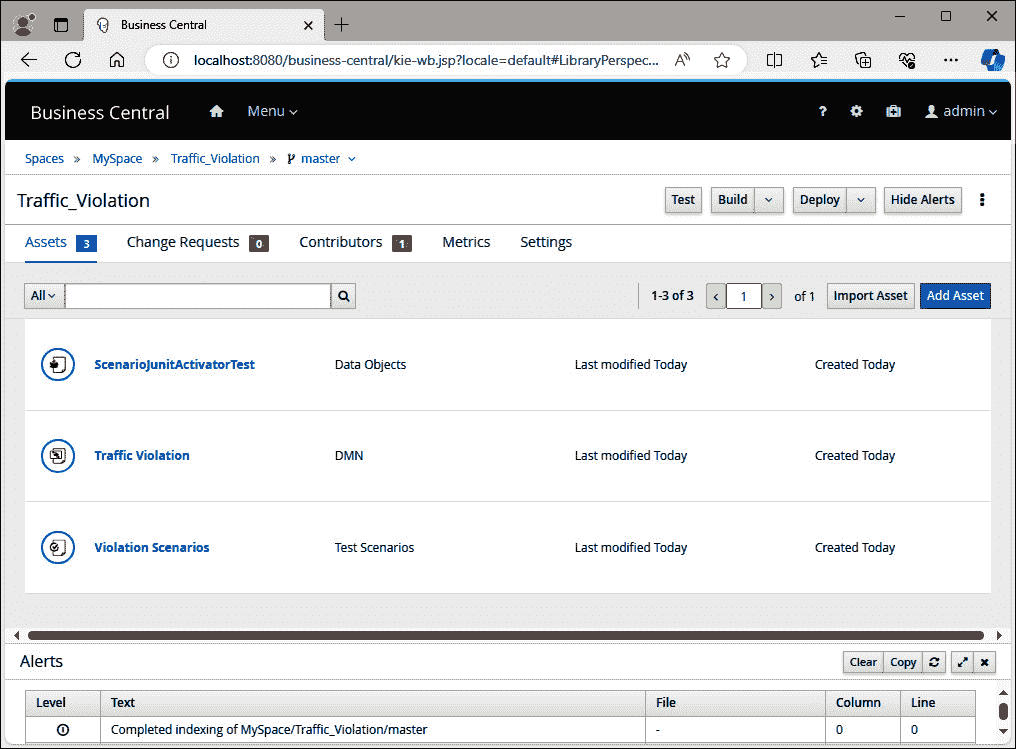 Business Central
localhost:8080/business-central/kie-wb.jsp?locale=default#LibraryPerspec...
Business Central Menu ? admin
Spaces » MySpace » Traffic_Violation » master
Traffic_Violation Test Build Deploy Hide Alerts
Assets 3 Change Requests 0 Contributors 1 Metrics Settings
All 1-3 of 3 < 1 > of 1 Import Asset Add Asset
ScenarioJunitActivatorTest Data Objects Last modified Today Created Today
Traffic Violation DMN Last modified Today Created Today
Violation Scenarios Test Scenarios Last modified Today Created Today
Alerts Clear Copy
Level Text File Column Line
Completed indexing of MySpace/Traffic_Violation/master - 0 0